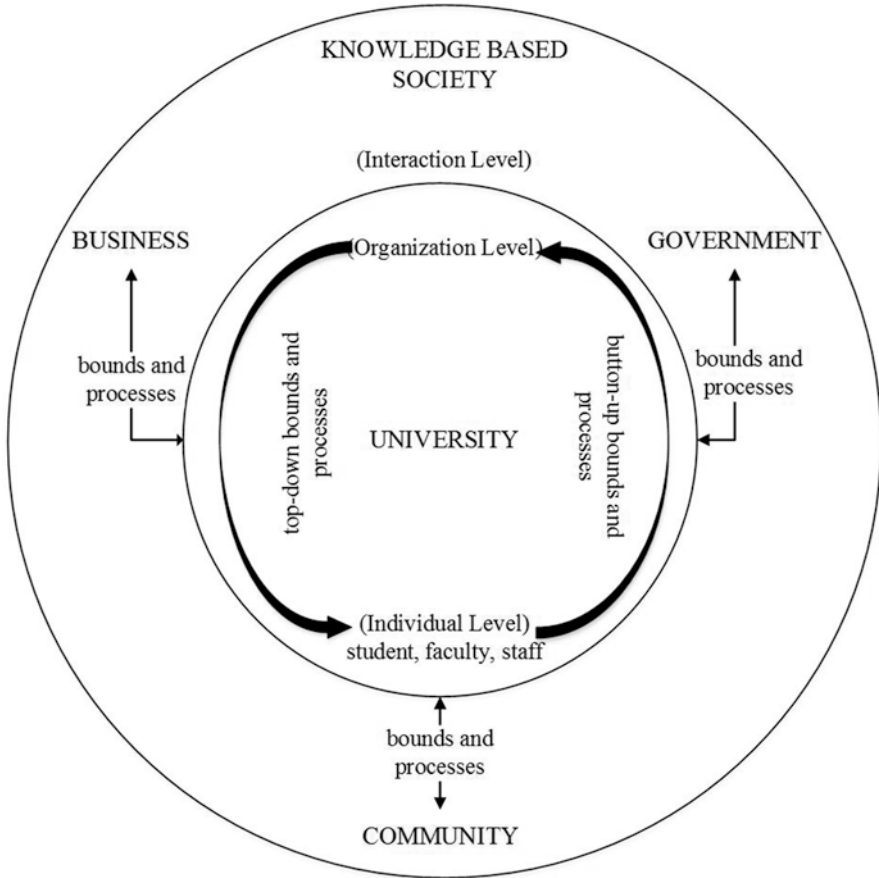 KNOWLEDGE BASED
SOCIETY
(Interaction Level)
BUSINESS
GOVERNMENT
(Organization Level)
bounds and
processes
top-down bounds and
processes
UNIVERSITY
button-up bounds and
processes
bounds and
processes
(Individual Level)
student, faculty, staff
bounds and
processes
COMMUNITY